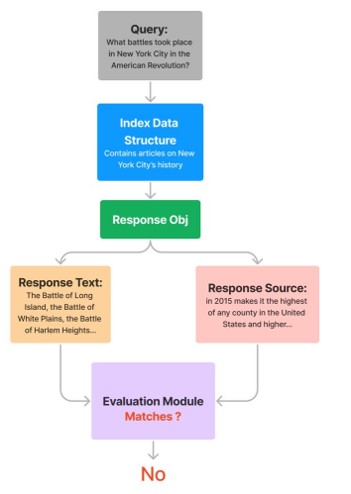 Query:
What battles took place
in New York City in the
American Revolution?
Index Data
Structure
Contains articles on New
York City's history
Response Obj
Response Text:
The Battle of Long
Island, the Battle of
White Plains, the Battle
of Harlem Heights...
Response Source:
in 2015 makes it the highest
of any county in the United
States and higher...
Evaluation Module
Matches ?
No